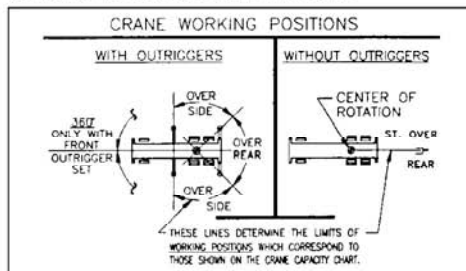 CRANE WORKING POSITIONS
WITH OUTRIGGERS
WITHOUT OUTRIGGERS
OVER
SIDE
360°
ONLY WITH
FRONT
OUTRIGGER
SET
OVER
REAR
OVER
SIDE
CENTER OF
ROTATION
ST. OVER
REAR
THESE LINES DETERMINE THE LIMITS OF
WORKING POSITIONS WHICH CORRESPOND TO
THOSE SHOWN ON THE CRANE CAPACITY CHART.